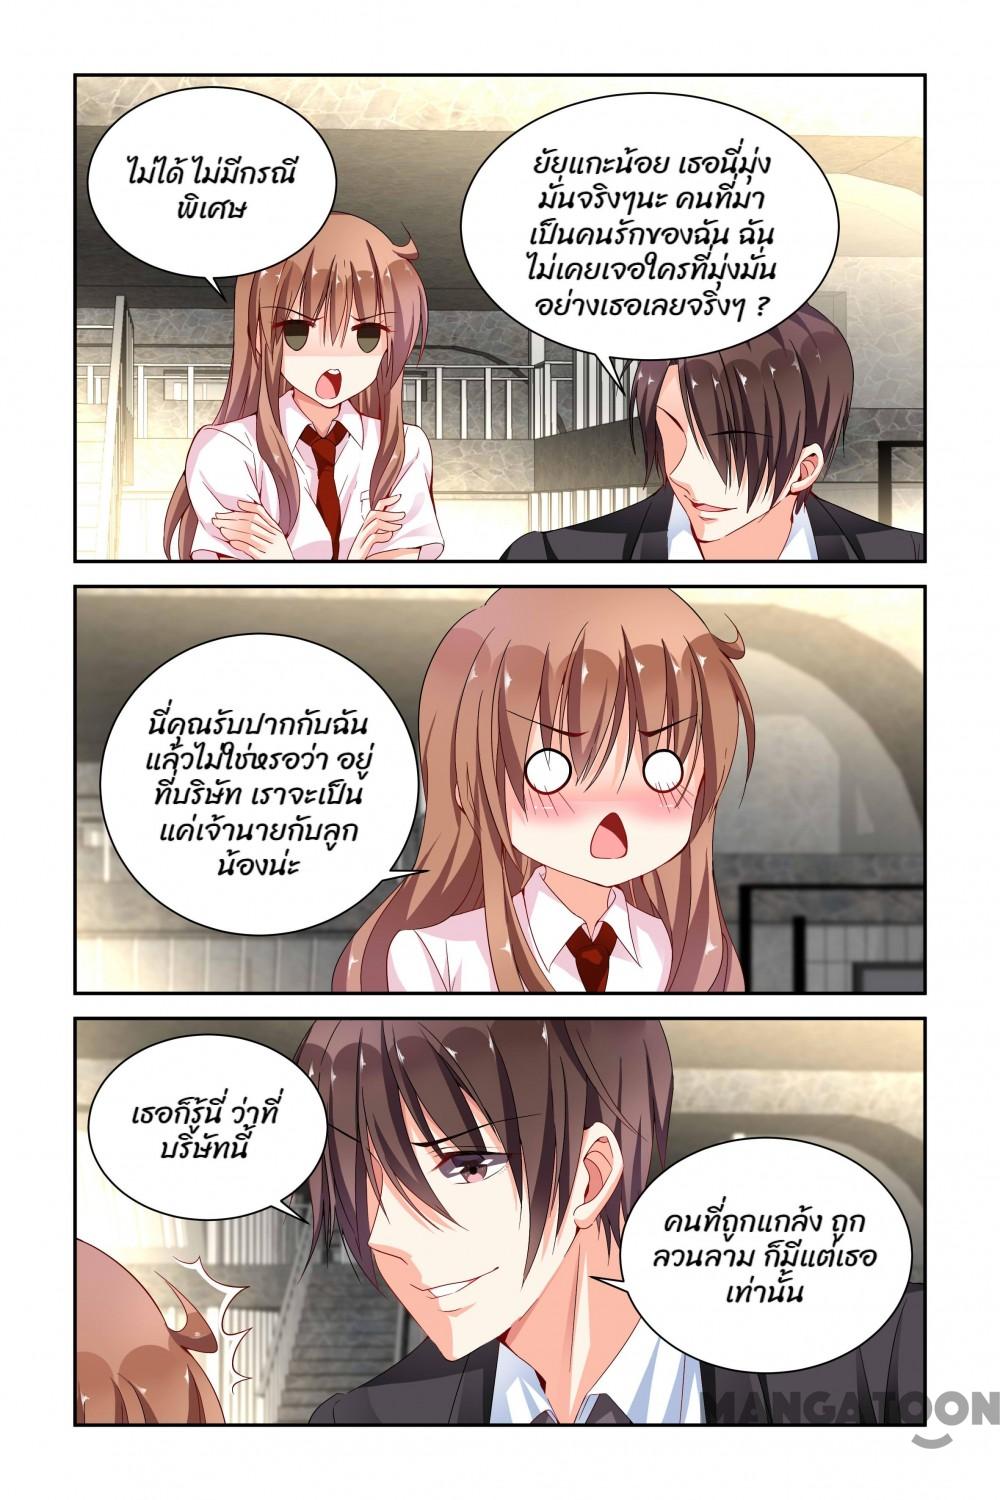 ไม่ได้ ไม่มีกรณี
พิเศษ
ยัยแกะน้อย เธอนี่มุ่ง
มั่นจริงๆนะ คนที่มา
เป็นคนรักของฉัน ฉัน
ไม่เคยเจอใครที่มุ่งมั่น
อย่างเธอเลยจริงๆ ?
นี่คุณรับปากกับฉัน
แล้วไม่ใช่หรอว่า อยู่
ที่บริษัท เราจะเป็น
แค่เจ้านายกับลูก
น้องน่ะ
เธอก็รู้นี่ ว่าที่
บริษัทนี้
คนที่ถูกแกล้ง ถูก
ลวนลาม ก็มีแต่เธอ
เท่านั้น
MANGATOON